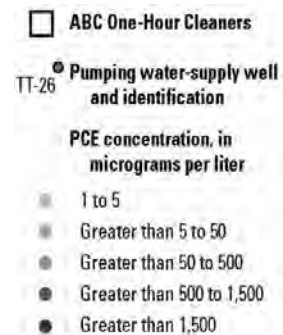 ABC One-Hour Cleaners
TT-26 Pumping water-supply well
and identification
PCE concentration, in
micrograms per liter
1 to 5
Greater than 5 to 50
Greater than 50 to 500
Greater than 500 to 1,500
Greater than 1,500